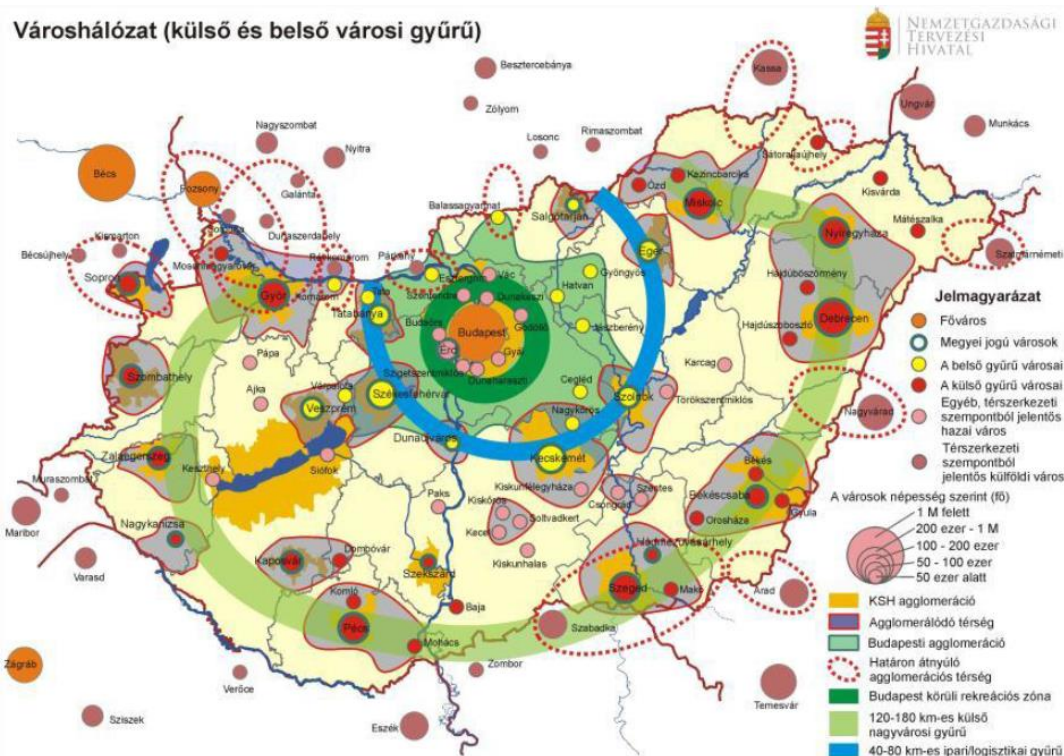 Városhálózat (külső és belső városi gyűrű)
NEMZETGAZDASÁGI
TERVEZÉSI
HIVATAL
Besztercebánya
Kassa
Zólyom
Ungvár
Munkács
Nagyszombat
Nyitra
Losonc
Rimaszombat
Bécs
Pozsony
Galánta
Sátoraljaújhely
Kazincbarcika
Ózd
Kisvárda
Miskolc
Balassagyarmat
Salgótarján
Mátészalka
Nyíregyháza
Dunaszerdahely
Somorja
Kismarton
Bécsújhely
Mosonmagyaróvár
Révkomárom
Párkány
Esztergom
Vác
Eger
Gyöngyös
Szatmárnémeti
Sopron
Győr
Komárom
Tata
Tatabánya
Szentendre
Dunakeszi
Hatvan
Hajdúböszörmény
Debrecen
Budaörs
Budapest
Gödöllő
Jászberény
Hajdúszoboszló
Érd
Gyál
Szigetszentmiklós
Dunaharaszti
Pápa
Ajka
Várpalota
Székesfehérvár
Veszprém
Szombathely
Karcag
Törökszentmiklós
Cegléd
Szolnok
Nagykőrös
Nagyvárad
Dunaújváros
Kecskemét
Zalaegerszeg
Keszthely
Siófok
Muraszombat
Maribor
Paks
Kiskunfélegyháza
Szentes
Csongrád
Békés
Békéscsaba
Gyula
Orosháza
Kiskőrös
Soltvadkert
Kecel
Kiskunhalas
Nagykanizsa
Varasd
Kaposvár
Dombóvár
Szekszárd
Hódmezővásárhely
Szeged
Makó
Arad
Komló
Pécs
Baja
Mohács
Szabadka
Zombor
Zágráb
Verőce
Sziszek
Eszék
Temesvár
Jelmagyarázat
Főváros
Megyei jogú városok
A belső gyűrű városai
A külső gyűrű városai
Egyéb, térszerkezeti
szempontból jelentős
hazai város
Térszerkezeti
szempontból
jelentős külföldi város
A városok népesség szerint (fő)
1 M felett
200 ezer - 1 M
100 - 200 ezer
50 - 100 ezer
50 ezer alatt
KSH agglomeráció
Agglomerálódó térség
Budapesti agglomeráció
Határon átnyúló
agglomerációs térség
Budapest körüli rekreációs zóna
120-180 km-es külső
nagyvárosi gyűrű
40-80 km-es ipari/logisztikai gyűrű